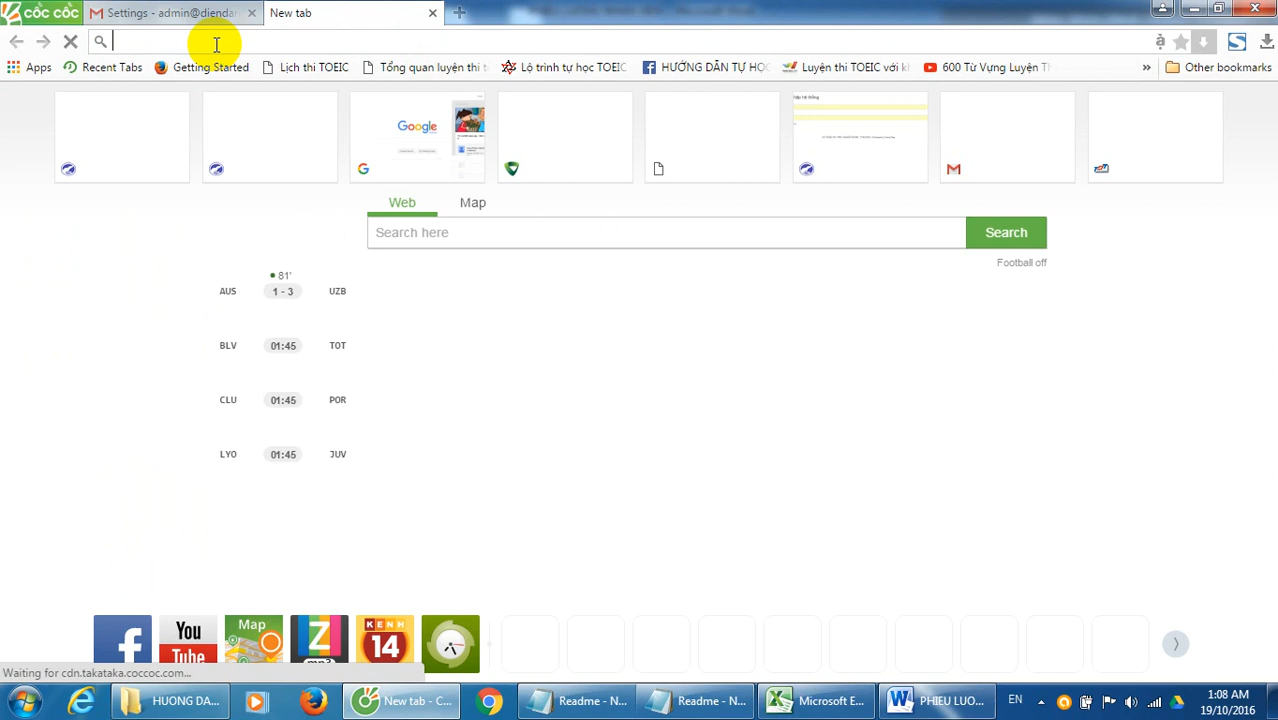 cốc cốc
Settings - admin@dienda
New tab
Apps
Recent Tabs
Getting Started
Lịch thi TOEIC
Tổng quan luyện thi t
Lộ trình tự học TOEIC
HƯỚNG DẪN TỰ HỌC
Luyện thi TOEIC với k
600 Từ Vựng Luyện Th
»
Other bookmarks
Google
Web
Map
Search here
Search
Football off
81'
AUS 1 - 3 UZB
BLV 01:45 TOT
CLU 01:45 POR
LYO 01:45 JUV
f
You Tube
Map
Z mp3
KENH 14
Waiting for cdn.takataka.coccoc.com...
HUONG DA...
New tab - C...
Readme - N...
Readme - N...
Microsoft E...
PHIEU LUO...
EN
1:08 AM
19/10/2016